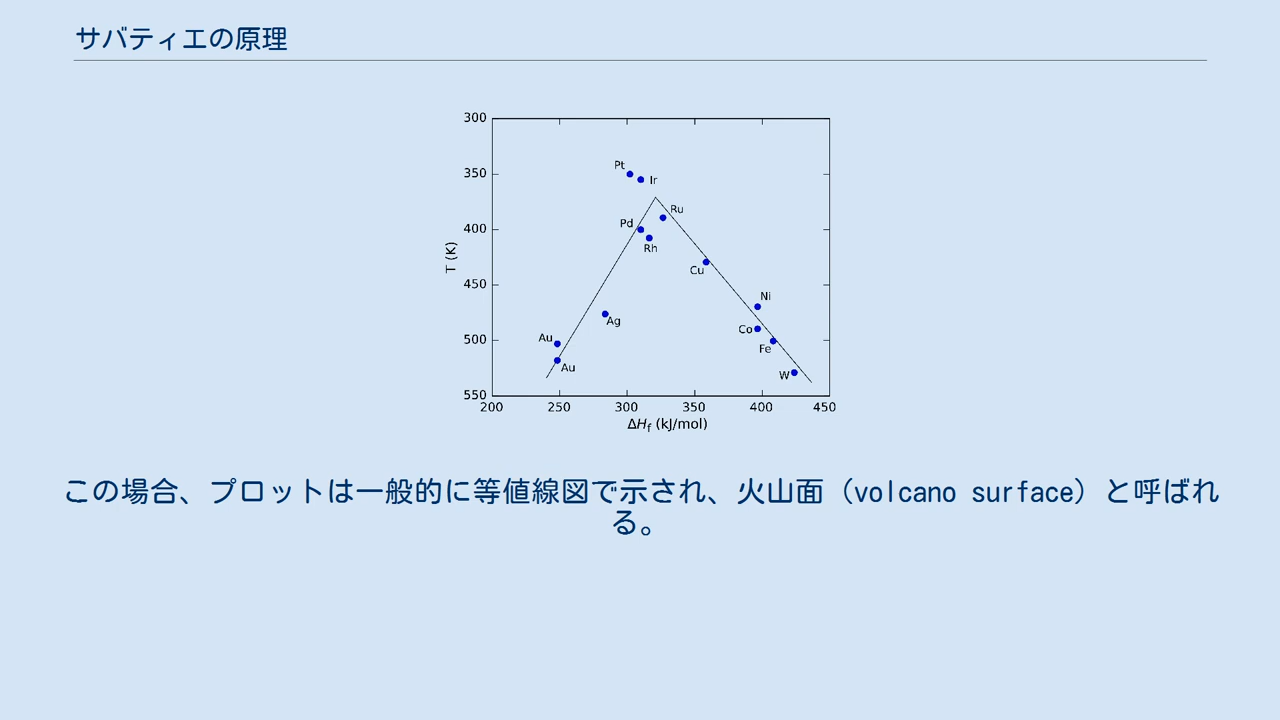 サバティエの原理
300
350
400
450
500
550
T (K)
Pt
Ir
Ru
Pd
Rh
Cu
Ni
Ag
Co
Au
Fe
Au
W
200 250 300 350 400 450
ΔHf (kJ/mol)
この場合、プロットは一般的に等値線図で示され、火山面（volcano surface）と呼ばれ
る。